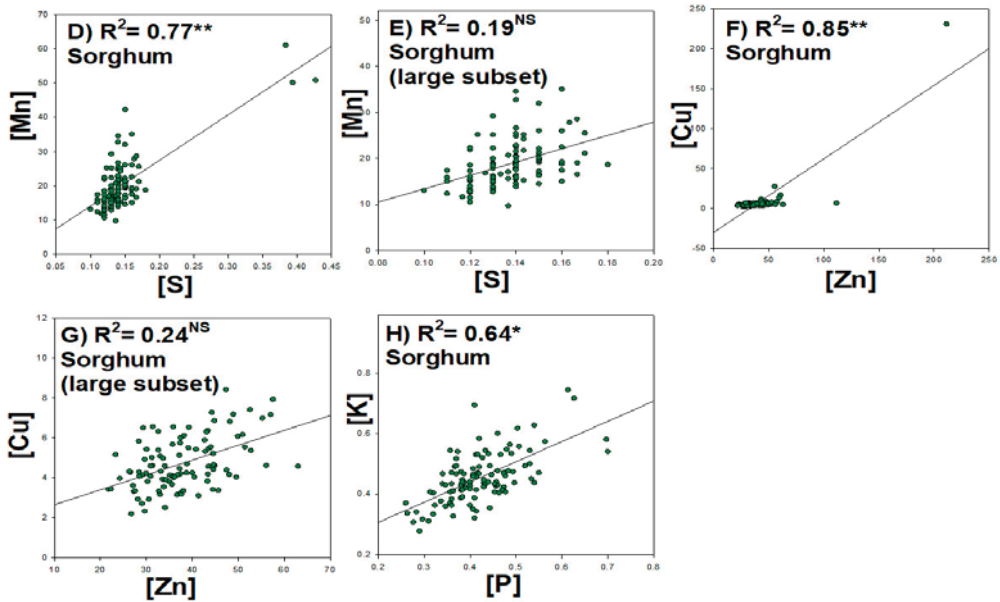 D) R²= 0.77**
Sorghum
[Mn]
70
60
50
40
30
20
10
0
0.05 0.10 0.15 0.20 0.25 0.30 0.35 0.40 0.45
[S]
E) R²= 0.19ᴺˢ
Sorghum
(large subset)
[Mn]
50
40
30
20
10
0
0.08 0.10 0.12 0.14 0.16 0.18 0.20
[S]
F) R²= 0.85**
Sorghum
[Cu]
250
200
150
100
50
0
-50
0 50 100 150 200 250
[Zn]
G) R²= 0.24ᴺˢ
Sorghum
(large subset)
[Cu]
12
10
8
6
4
2
0
10 20 30 40 50 60 70
[Zn]
H) R²= 0.64*
Sorghum
[K]
0.8
0.6
0.4
0.2
0.2 0.3 0.4 0.5 0.6 0.7 0.8
[P]